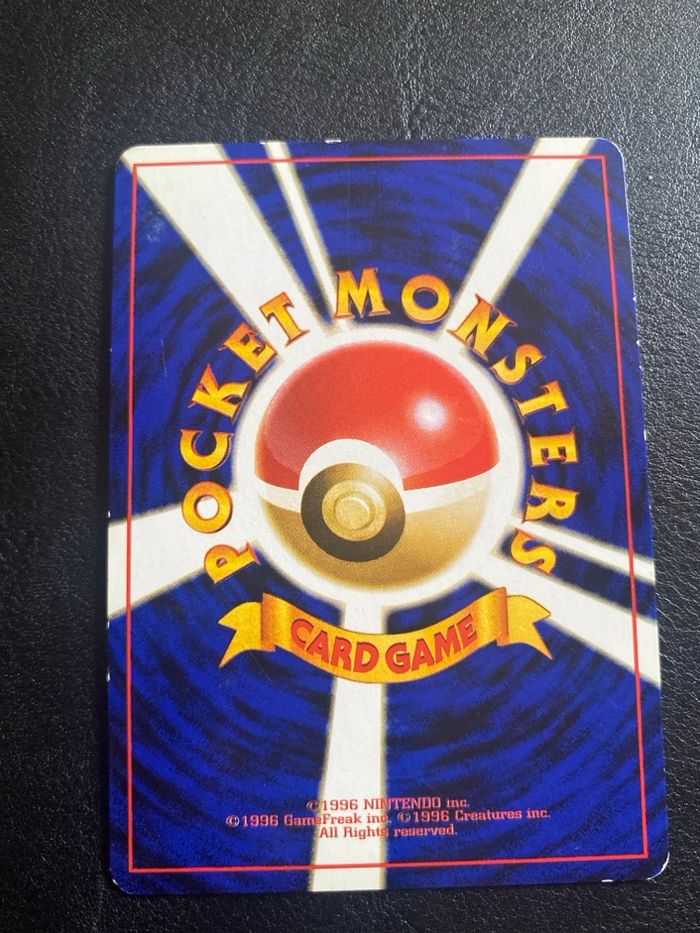 POCKET MONSTERS
CARD GAME
©1996 NINTENDO inc.
©1996 GameFreak inc. ©1996 Creatures inc.
All Rights reserved.